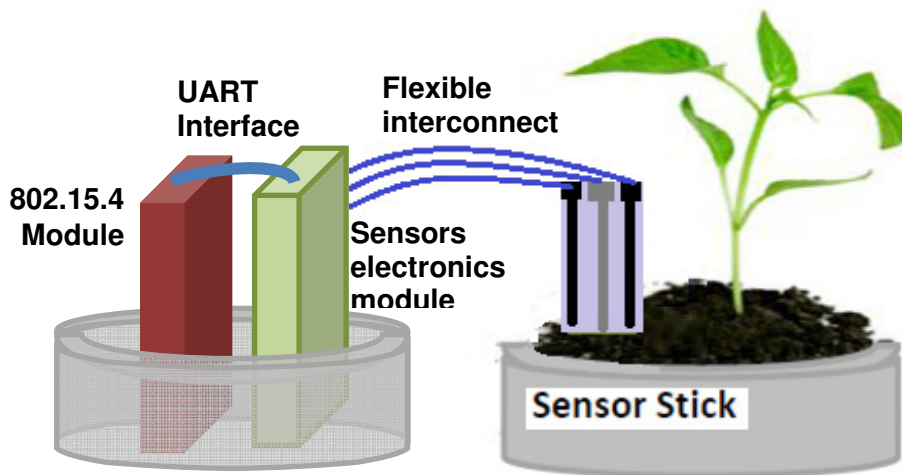 UART
Interface
Flexible
interconnect
802.15.4
Module
Sensors
electronics
module
Sensor Stick